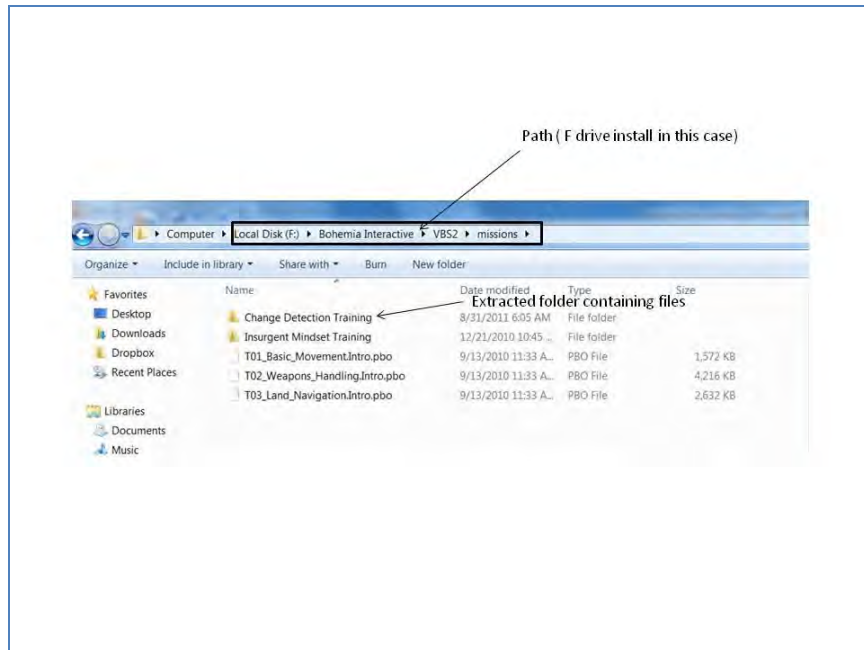 Path ( F drive install in this case)
Computer ▸ Local Disk (F:) ▸ Bohemia Interactive ▸ VBS2 ▸ missions ▸
Organize Include in library Share with Burn New folder
Name Date modified Type Size
Extracted folder containing files
Favorites
Desktop
Downloads
Dropbox
Recent Places
Libraries
Documents
Music
Change Detection Training 8/31/2011 6:05 AM File folder
Insurgent Mindset Training 12/21/2010 10:45 ... File folder
T01_Basic_Movement.Intro.pbo 9/13/2010 11:33 A... PBO File 1,572 KB
T02_Weapons_Handling.Intro.pbo 9/13/2010 11:33 A... PBO File 4,216 KB
T03_Land_Navigation.Intro.pbo 9/13/2010 11:33 A... PBO File 2,632 KB